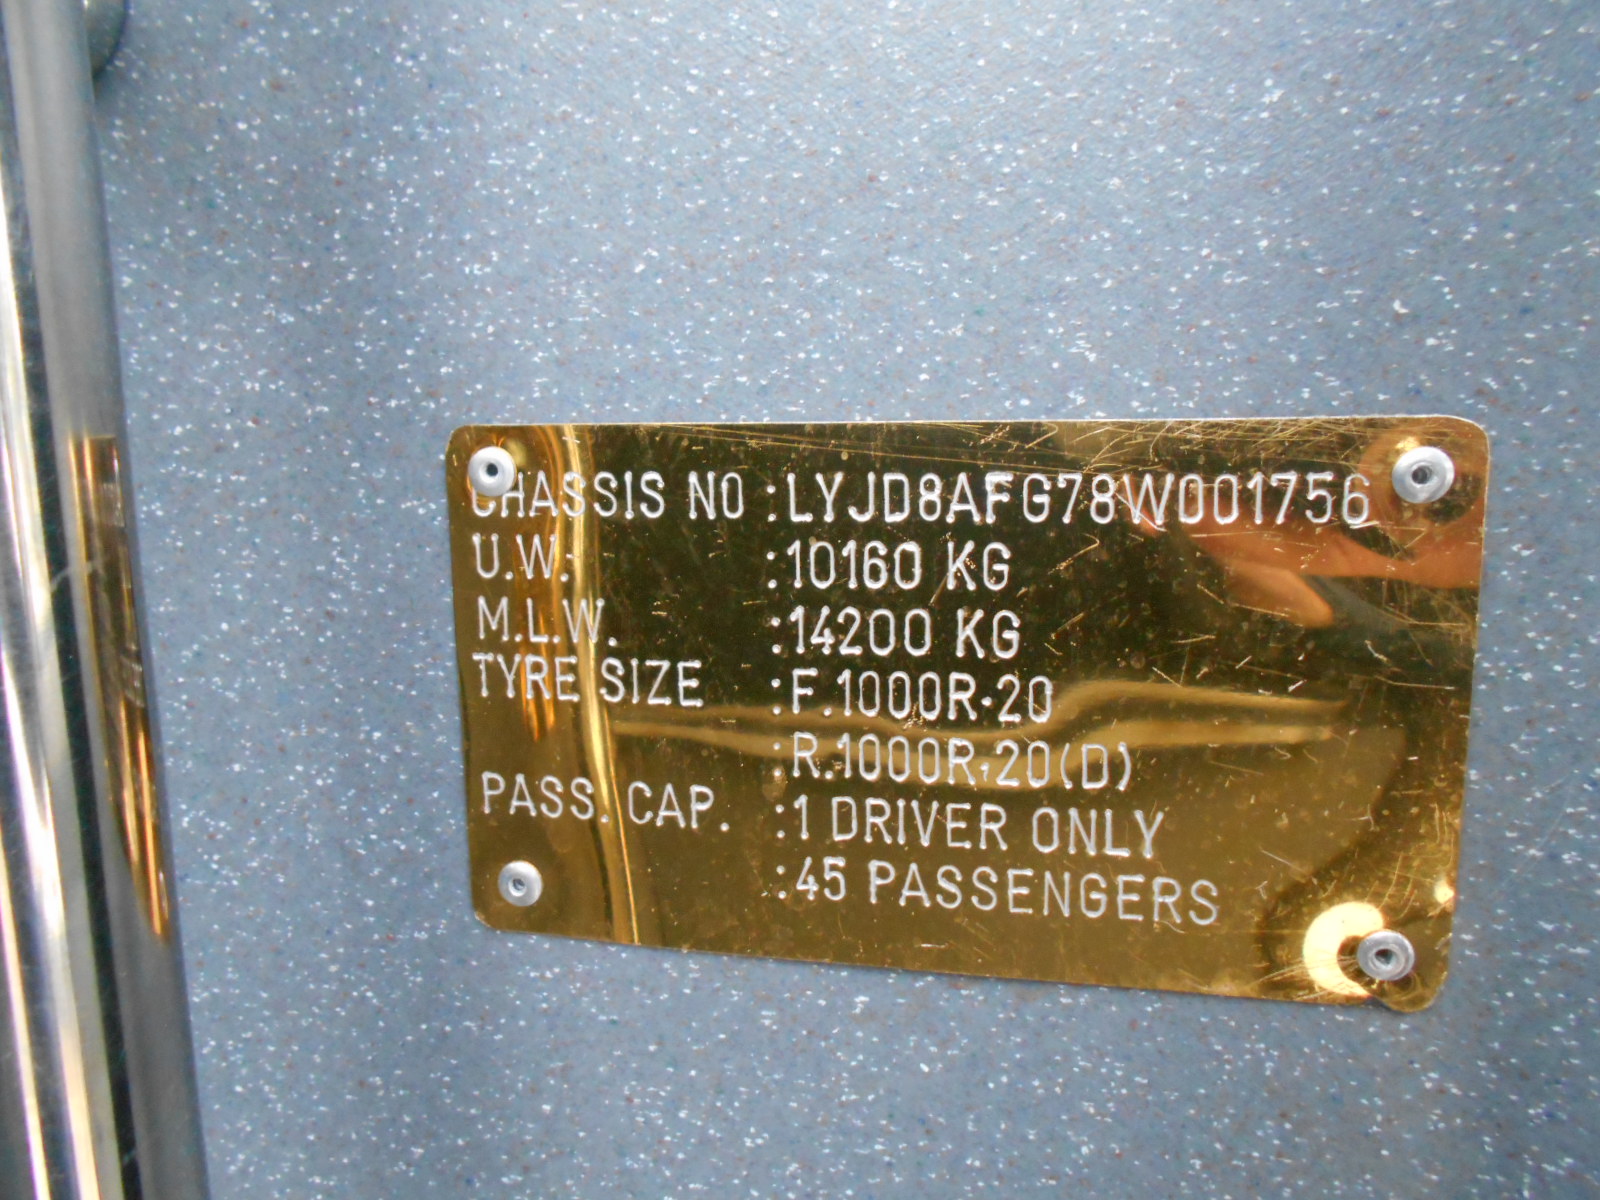 CHASSIS NO :LYJD8AFG78W001756
U.W. :10160 KG
M.L.W. :14200 KG
TYRE SIZE :F.1000R.20
:R.1000R.20(D)
PASS. CAP. :1 DRIVER ONLY
:45 PASSENGERS